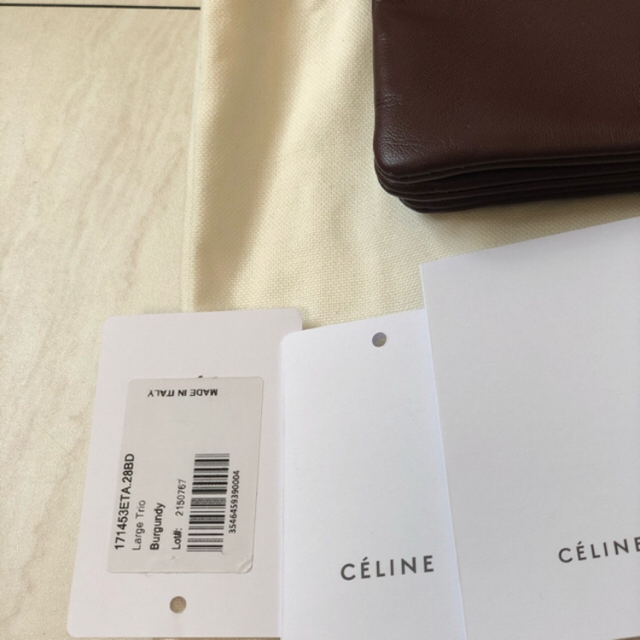 MADE IN ITALY
171453ETA.28BD
Large Trio
Burgundy
Lot#: 2150767
3546459390004
CÉLINE
CÉLINE